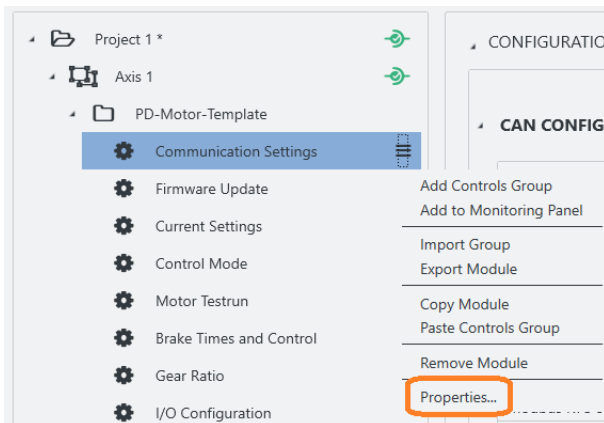 Project 1 *
Axis 1
PD-Motor-Template
Communication Settings
Firmware Update
Current Settings
Control Mode
Motor Testrun
Brake Times and Control
Gear Ratio
I/O Configuration
CONFIGURATIO
CAN CONFIG
Add Controls Group
Add to Monitoring Panel
Import Group
Export Module
Copy Module
Paste Controls Group
Remove Module
Properties...